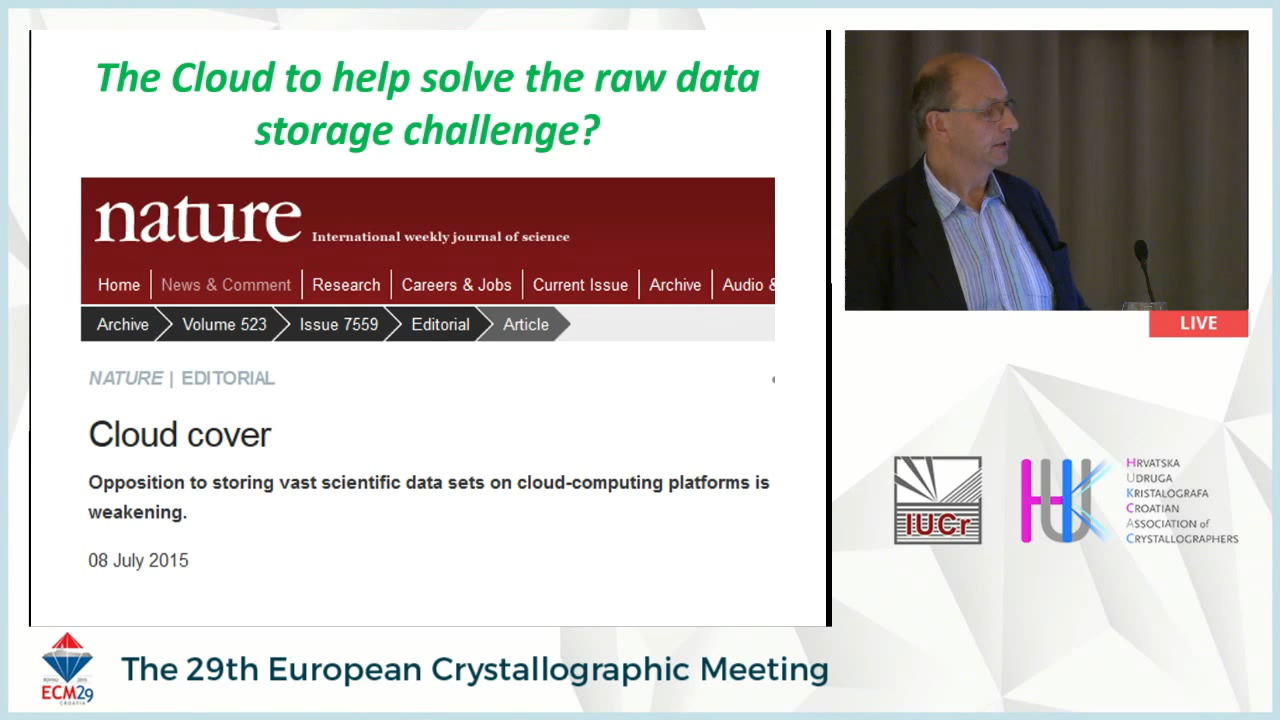 The Cloud to help solve the raw data
storage challenge?
nature International weekly journal of science
Home News & Comment Research Careers & Jobs Current Issue Archive Audio &
Archive Volume 523 Issue 7559 Editorial Article
NATURE | EDITORIAL
Cloud cover
Opposition to storing vast scientific data sets on cloud-computing platforms is
weakening.
08 July 2015
LIVE
IUCr
HUK
HRVATSKA
UDRUGA
KRISTALOGRAFA
CROATIAN
ASSOCIATION of
CRYSTALLOGRAPHERS
ECM29
CROATIA
The 29th European Crystallographic Meeting